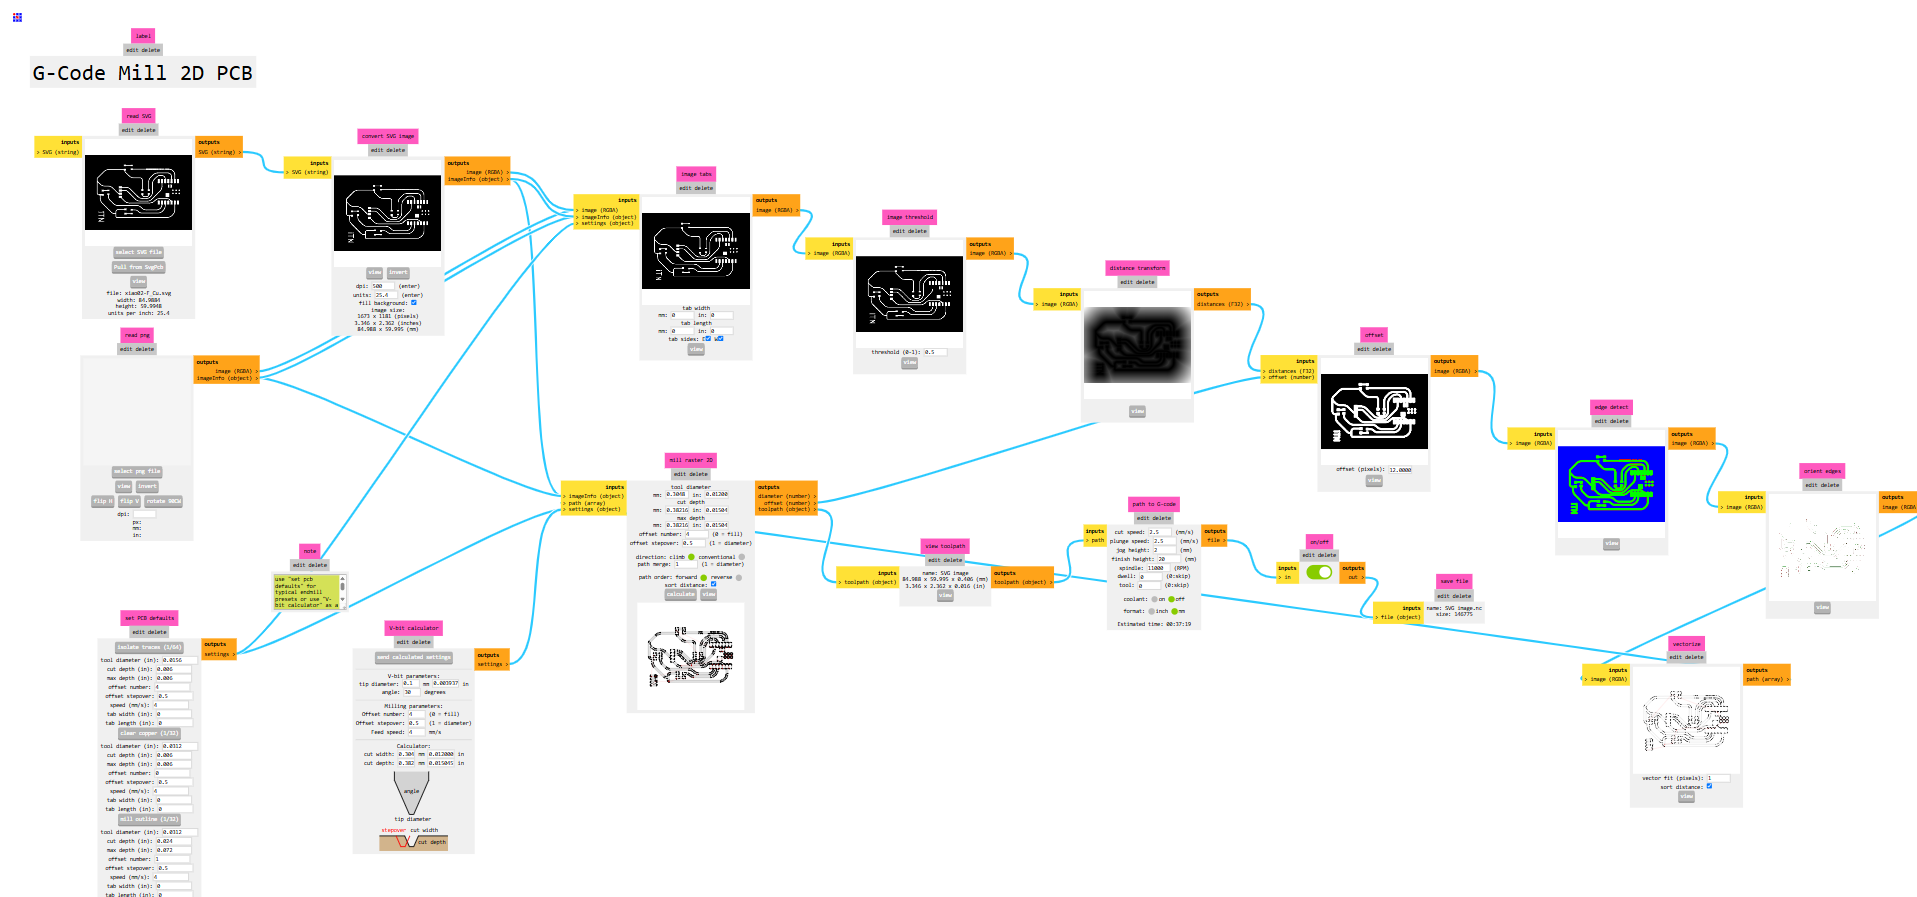 label
edit delete
G-Code Mill 2D PCB
read SVG
edit delete
inputs
> SVG (string)
outputs
SVG (string) >
select SVG file
Pull from SvgPcb
view
file: xiao02-F_Cu.svg
width: 84.9884
height: 59.9948
units per inch: 25.4
read png
edit delete
outputs
image (RGBA) >
imageInfo (object) >
select png file
view invert
flip H flip V rotate 90CW
dpi:
px:
mm:
in:
convert SVG image
edit delete
inputs
> SVG (string)
outputs
image (RGBA) >
imageInfo (object) >
view invert
dpi: 500 (enter)
units: 25.4 (enter)
fill background:
image size:
1673 x 1181 (pixels)
3.346 x 2.362 (inches)
84.988 x 59.995 (mm)
image tabs
edit delete
inputs
> image (RGBA)
> imageInfo (object)
> settings (object)
outputs
image (RGBA) >
tab width
mm: 0 in: 0
tab length
mm: 0 in: 0
tab sides:
view
image threshold
edit delete
inputs
> image (RGBA)
outputs
image (RGBA) >
threshold (0-1): 0.5
view
distance transform
edit delete
inputs
> image (RGBA)
outputs
distances (F32) >
view
offset
edit delete
inputs
> distances (F32)
> offset (number)
outputs
image (RGBA) >
offset (pixels): 12.0000
view
edge detect
edit delete
inputs
> image (RGBA)
outputs
image (RGBA) >
view
orient edges
edit delete
inputs
> image (RGBA)
outputs
image (RGBA
view
note
edit delete
use "set pcb
defaults" for
typical endmill
presets or use "V-
bit calculator" as a
set PCB defaults
edit delete
outputs
settings >
isolate traces (1/64)
tool diameter (in): 0.0156
cut depth (in): 0.006
max depth (in): 0.006
offset number: 4
offset stepover: 0.5
speed (mm/s): 4
tab width (in): 0
tab length (in): 0
clear copper (1/32)
tool diameter (in): 0.0312
cut depth (in): 0.006
max depth (in): 0.006
offset number: 0
offset stepover: 0.5
speed (mm/s): 4
tab width (in): 0
tab length (in): 0
mill outline (1/32)
tool diameter (in): 0.0312
cut depth (in): 0.024
max depth (in): 0.072
offset number: 1
offset stepover: 0.5
speed (mm/s): 4
tab width (in): 0
tab length (in): 0
V-bit calculator
edit delete
outputs
settings >
send calculated settings
V-bit parameters:
tip diameter: 0.1 mm 0.003937 in
angle: 30 degrees
Milling parameters:
Offset number: 4 (0 = fill)
Offset stepover: 0.5 (1 = diameter)
Feed speed: 4 mm/s
Calculator:
cut width: 0.304 mm 0.012000 in
cut depth: 0.382 mm 0.015045 in
angle
tip diameter
stepover cut width
cut depth
mill raster 2D
edit delete
inputs
> imageInfo (object)
> path (array)
> settings (object)
outputs
diameter (number) >
offset (number) >
toolpath (object) >
tool diameter
mm: 0.3048 in: 0.01200
cut depth
mm: 0.38216 in: 0.01504
max depth
mm: 0.38216 in: 0.01504
offset number: 4 (0 = fill)
offset stepover: 0.5 (1 = diameter)
direction: climb conventional
path merge: 1 (1 = diameter)
path order: forward reverse
sort distance:
calculate view
view toolpath
edit delete
inputs
> toolpath (object)
outputs
toolpath (object) >
name: SVG image
84.988 x 59.995 x 0.406 (mm)
3.346 x 2.362 x 0.016 (in)
view
path to G-code
edit delete
inputs
> path
outputs
file >
cut speed: 2.5 (mm/s)
plunge speed: 2.5 (mm/s)
jog height: 2 (mm)
finish height: 20 (mm)
spindle: 11000 (RPM)
dwell: 0 (0:skip)
tool: 0 (0:skip)
coolant: on off
format: inch mm
Estimated time: 00:37:19
on/off
edit delete
inputs
> in
outputs
out >
save file
edit delete
inputs
> file (object)
name: SVG image.nc
size: 146775
vectorize
edit delete
inputs
> image (RGBA)
outputs
path (array) >
vector fit (pixels): 1
sort distance:
view